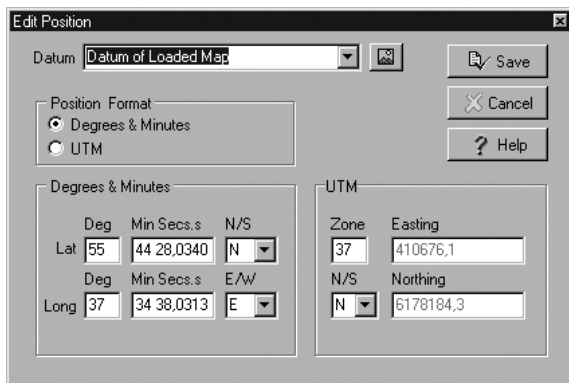 Edit Position
Datum Datum of Loaded Map
Save
Position Format
Cancel
Degrees & Minutes
UTM
Help
Degrees & Minutes
Deg Min Secs.s N/S
Lat 55 44 28,0340 N
Deg Min Secs.s E/W
Long 37 34 38,0313 E
UTM
Zone Easting
37 410676,1
N/S Northing
N 6178184,3